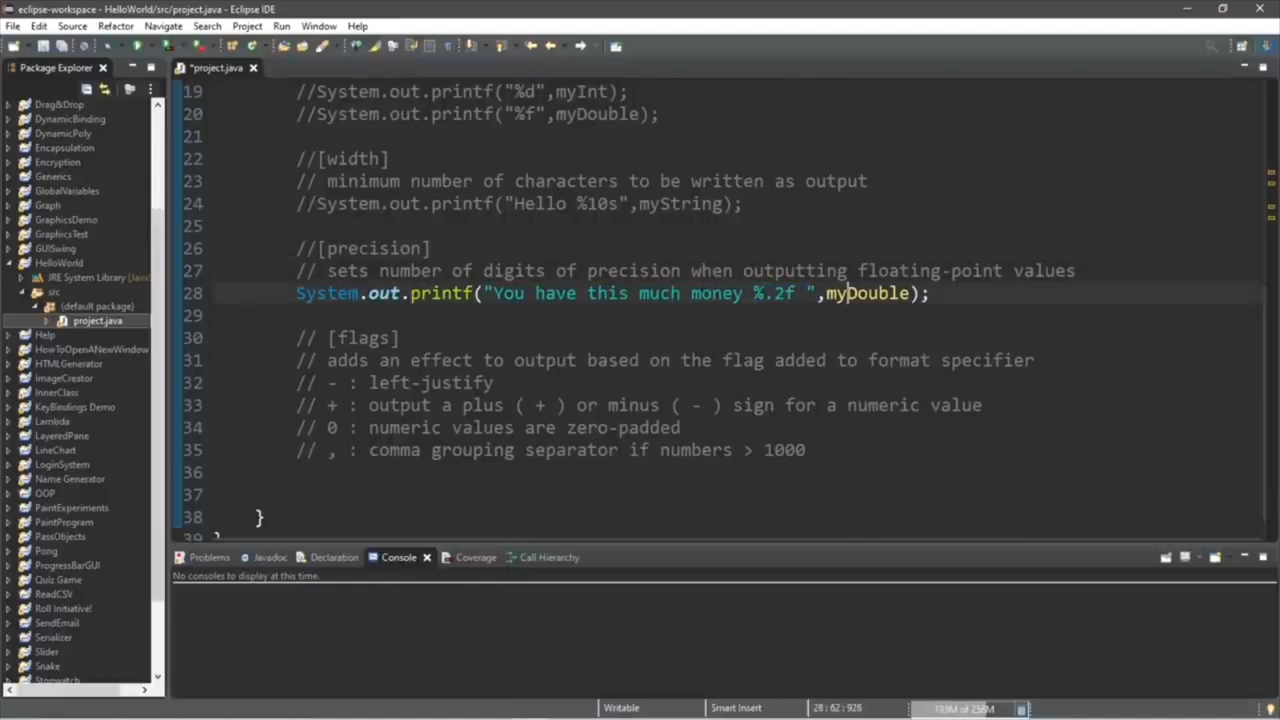 eclipse-workspace - HelloWorld/src/project.java - Eclipse IDE
File Edit Source Refactor Navigate Search Project Run Window Help
Package Explorer
*project.java
Drag&Drop
DynamicBinding
DynamicPoly
Encapsulation
Encryption
Generics
GlobalVariables
Graph
GraphicsDemo
GraphicsTest
GUISwing
HelloWorld
JRE System Library [Java
src
(default package)
project.java
Help
HowToOpenANewWindow
HTMLGenerator
ImageCreator
InnerClass
KeyBindings Demo
Lambda
LayeredPane
LineChart
LoginSystem
Name Generator
OOP
PaintExperiments
PaintProgram
PassObjects
Pong
ProgressBarGUI
Quiz Game
ReadCSV
Roll Initiative!
SendEmail
Serializer
Slider
Snake
Stopwatch
19 //System.out.printf("%d",myInt);
20 //System.out.printf("%f",myDouble);
21
22 //[width]
23 // minimum number of characters to be written as output
24 //System.out.printf("Hello %10s",myString);
25
26 //[precision]
27 // sets number of digits of precision when outputting floating-point values
28 System.out.printf("You have this much money %.2f ",myDouble);
29
30 // [flags]
31 // adds an effect to output based on the flag added to format specifier
32 // - : left-justify
33 // + : output a plus ( + ) or minus ( - ) sign for a numeric value
34 // 0 : numeric values are zero-padded
35 // , : comma grouping separator if numbers > 1000
36
37
38 }
39 }
Problems Javadoc Declaration Console Coverage Call Hierarchy
No consoles to display at this time.
Writable Smart Insert 28 : 62 : 928 of 256M